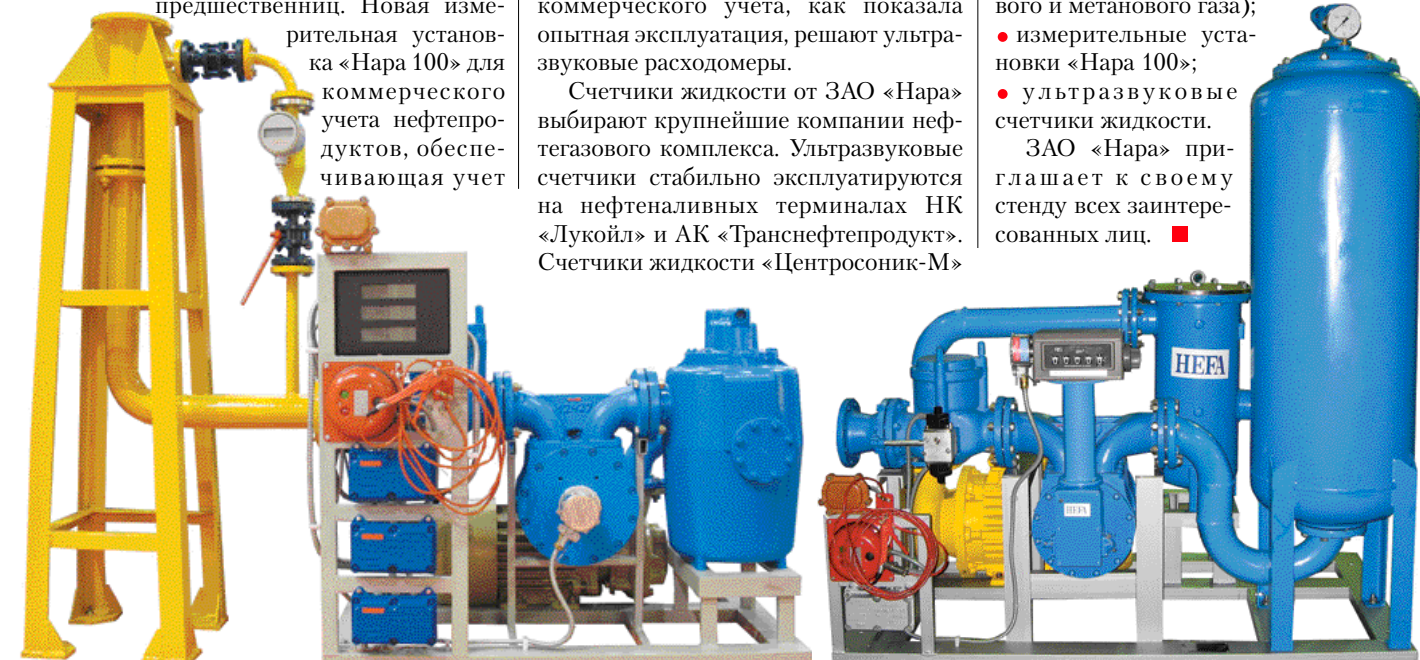 предшественниц. Новая изме-
рительная установ-
ка «Нара 100» для
коммерческого
учета нефтепро-
дуктов, обеспе-
чивающая учет
коммерческого учета, как показала
опытная эксплуатация, решают ультра-
звуковые расходомеры.
Счетчики жидкости от ЗАО «Нара»
выбирают крупнейшие компании неф-
тегазового комплекса. Ультразвуковые
счетчики стабильно эксплуатируются
на нефтеналивных терминалах НК
«Лукойл» и АК «Транснефтепродукт».
Счетчики жидкости «Центросоник-М»
вого и метанового газа);
• измерительные уста-
новки «Нара 100»;
• ультразвуковые
счетчики жидкости.
ЗАО «Нара» при-
глашает к своему
стенду всех заинтере-
сованных лиц.
НЕФА
НЕФА